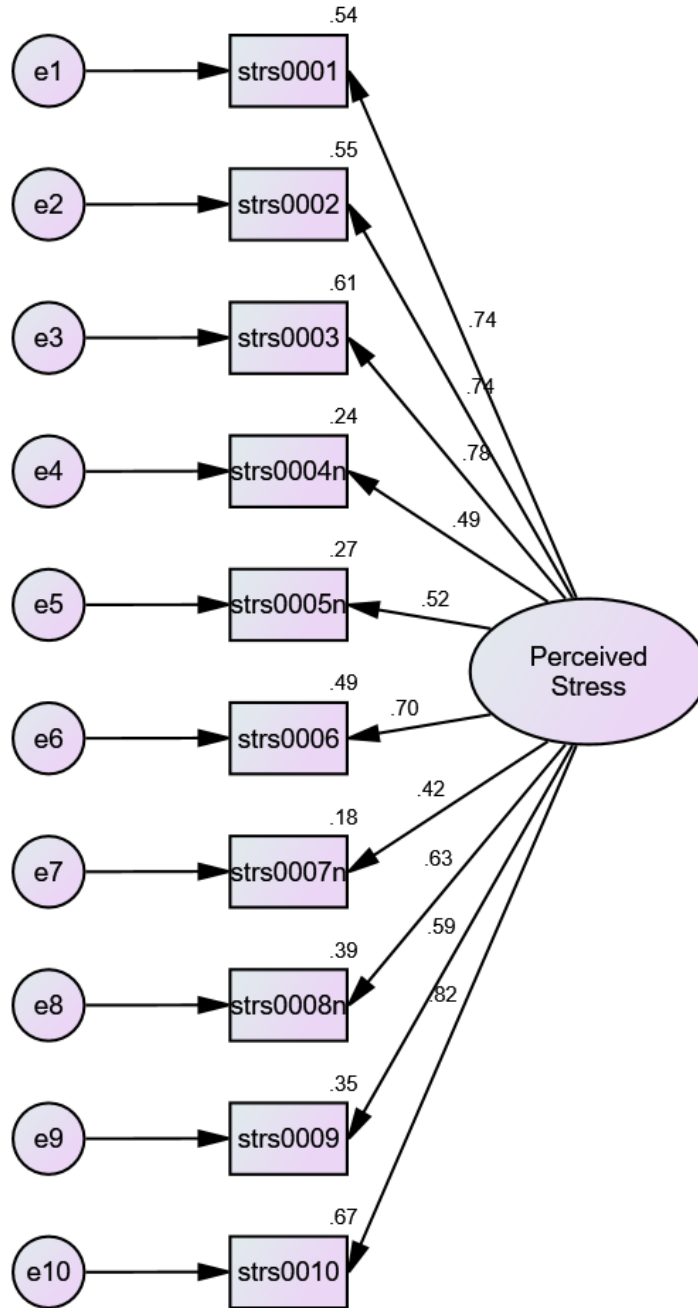 .54
e1 strs0001
.55
e2 strs0002
.61
e3 strs0003
.74
.74
.24
.78
e4 strs0004n
.49
.27
e5 strs0005n
.52
Perceived
Stress
.49
.70
e6 strs0006
.42
.18
e7 strs0007n
.63
.39
.59
e8 strs0008n
.82
.35
e9 strs0009
.67
e10 strs0010